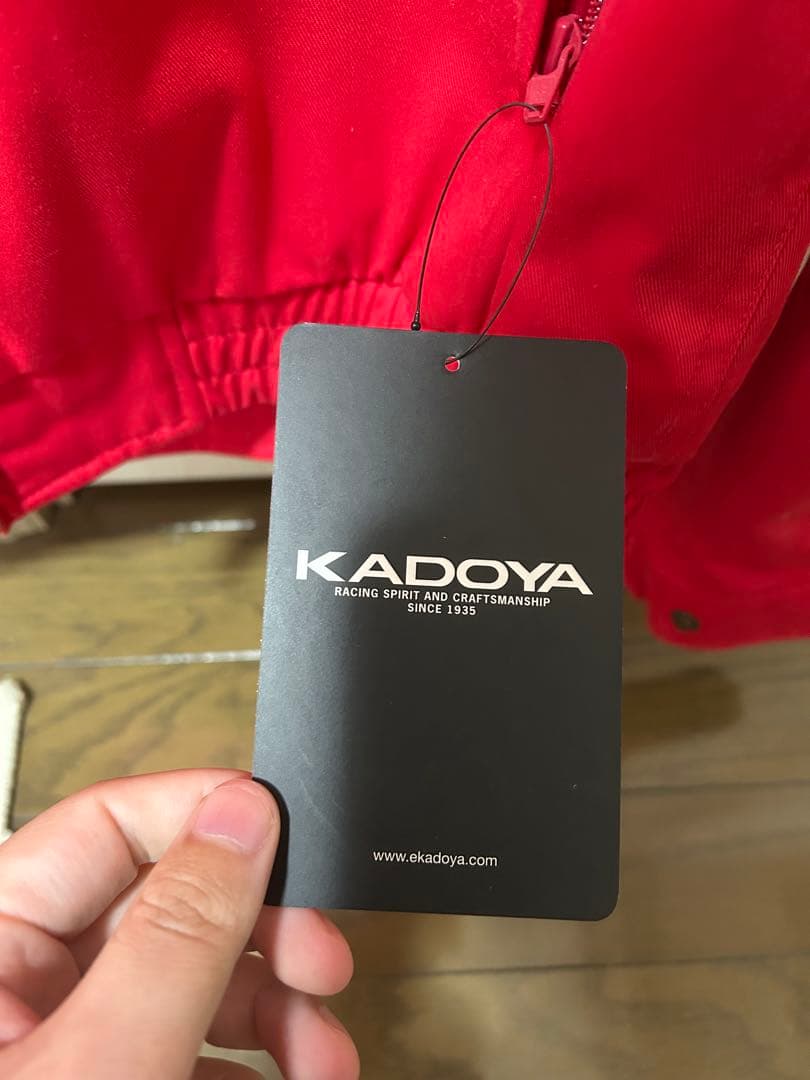 KADOYA
RACING SPIRIT AND CRAFTSMANSHIP
SINCE 1935
www.ekadoya.com